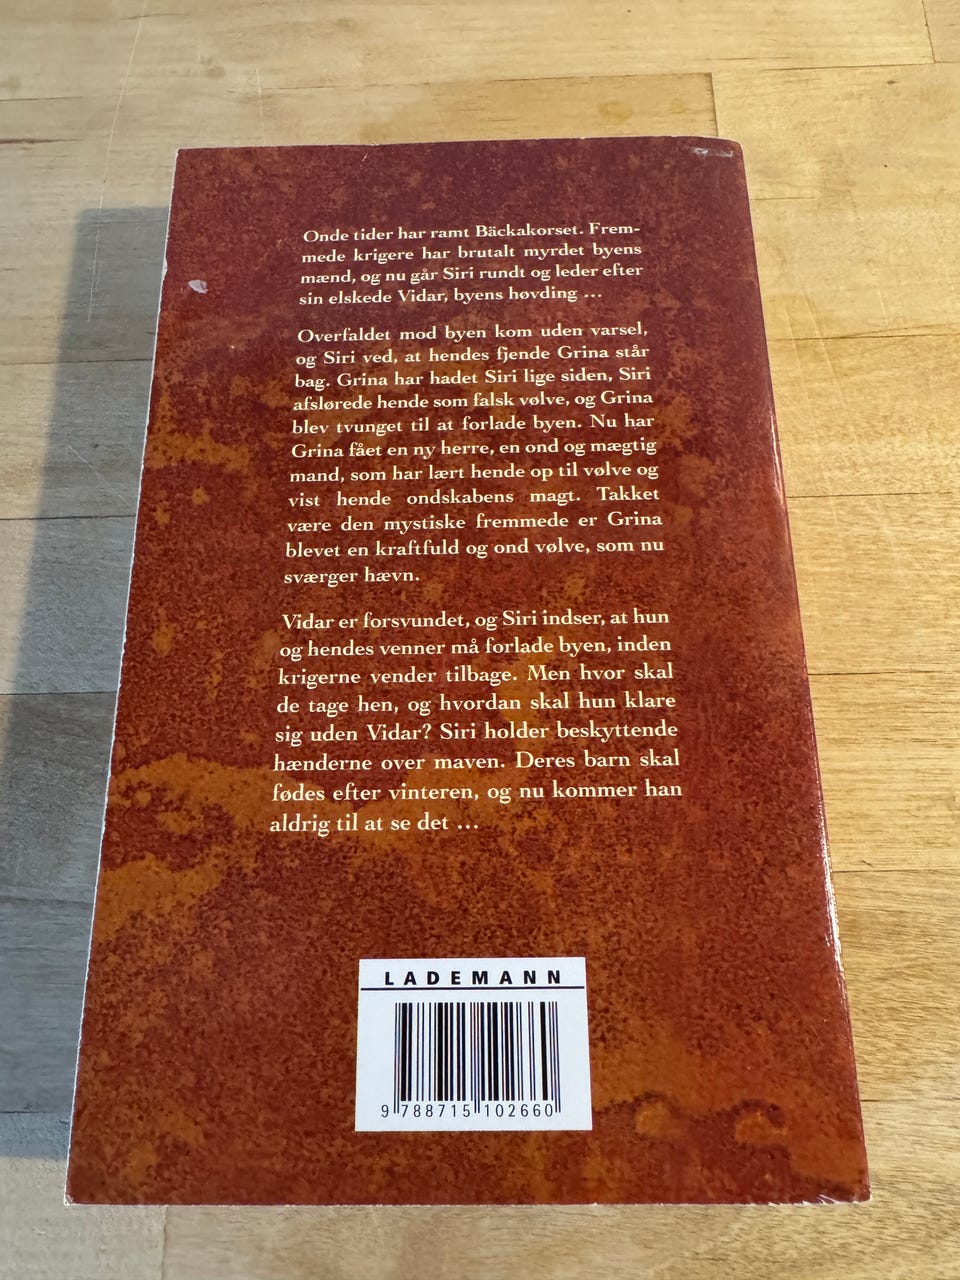 Onde tider har ramt Bäckakorset. Frem-
mede krigere har brutalt myrdet byens
mænd, og nu går Siri rundt og leder efter
sin elskede Vidar, byens høvding ...
Overfaldet mod byen kom uden varsel,
og Siri ved, at hendes fjende Grina står
bag. Grina har hadet Siri lige siden, Siri
afslørede hende som falsk vølve, og Grina
blev tvunget til at forlade byen. Nu har
Grina fået en ny herre, en ond og mægtig
mand, som har lært hende op til vølve og
vist hende ondskabens magt. Takket
være den mystiske fremmede er Grina
blevet en kraftfuld og ond vølve, som nu
sværger hævn.
Vidar er forsvundet, og Siri indser, at hun
og hendes venner må forlade byen, inden
krigerne vender tilbage. Men hvor skal
de tage hen, og hvordan skal hun klare
sig uden Vidar? Siri holder beskyttende
hænderne over maven. Deres barn skal
fødes efter vinteren, og nu kommer han
aldrig til at se det ...
LADEMANN
9 788715 102660